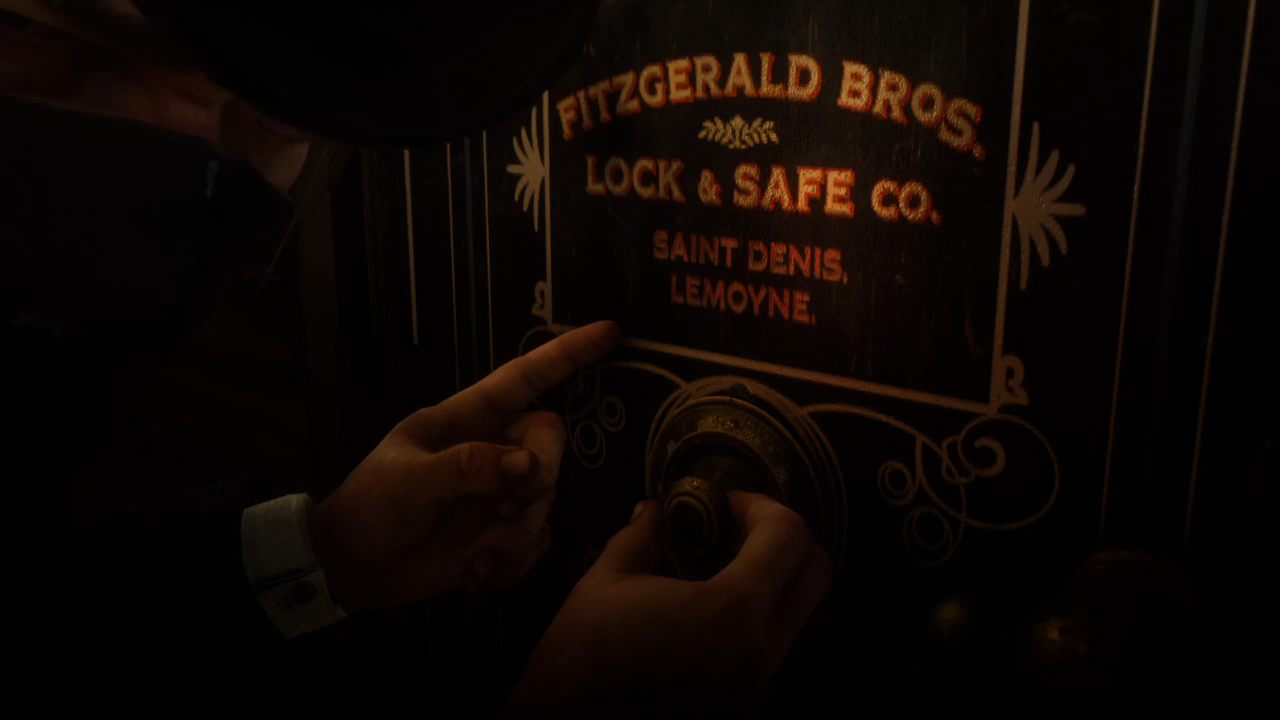 FITZGERALD BROS.
LOCK & SAFE CO.
SAINT DENIS,
LEMOYNE.